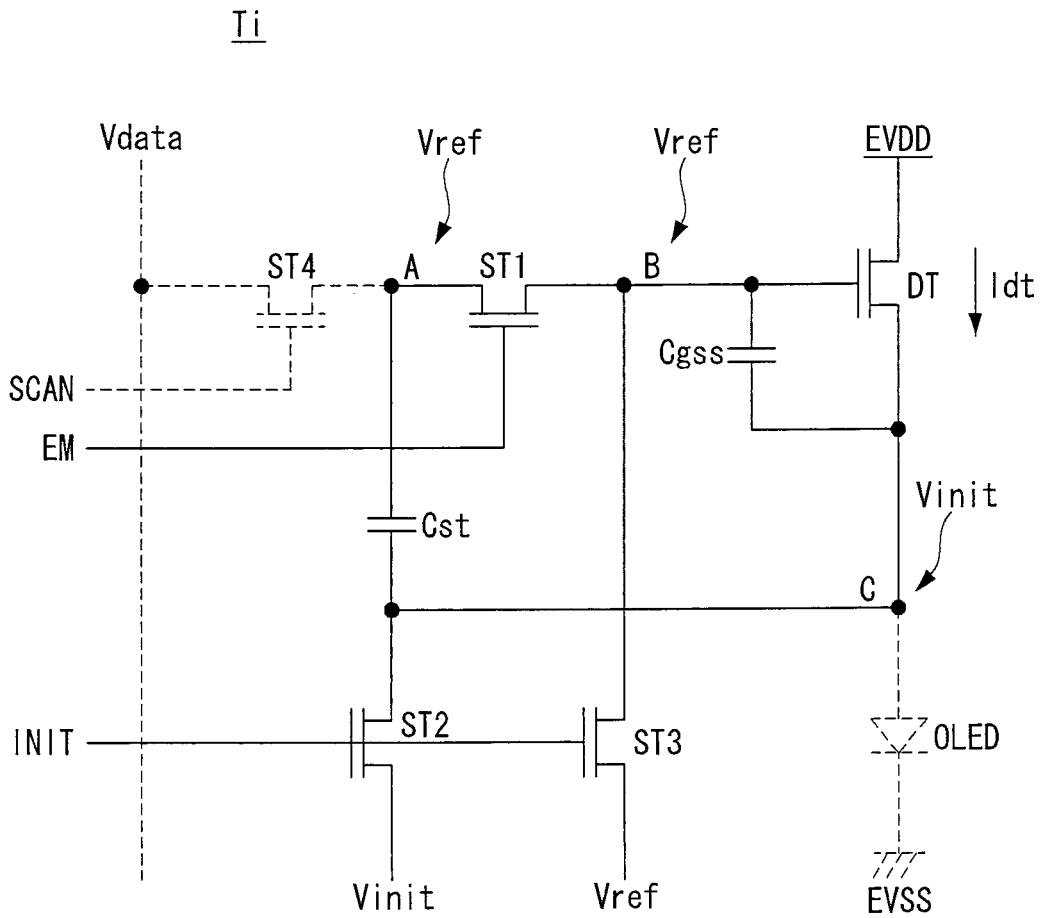 Ti
Vdata
Vref
Vref
EVDD
ST4
A
ST1
B
DT
Idt
Cgss
SCAN
EM
Vinit
Cst
C
INIT
ST2
ST3
OLED
Vinit
Vref
EVSS